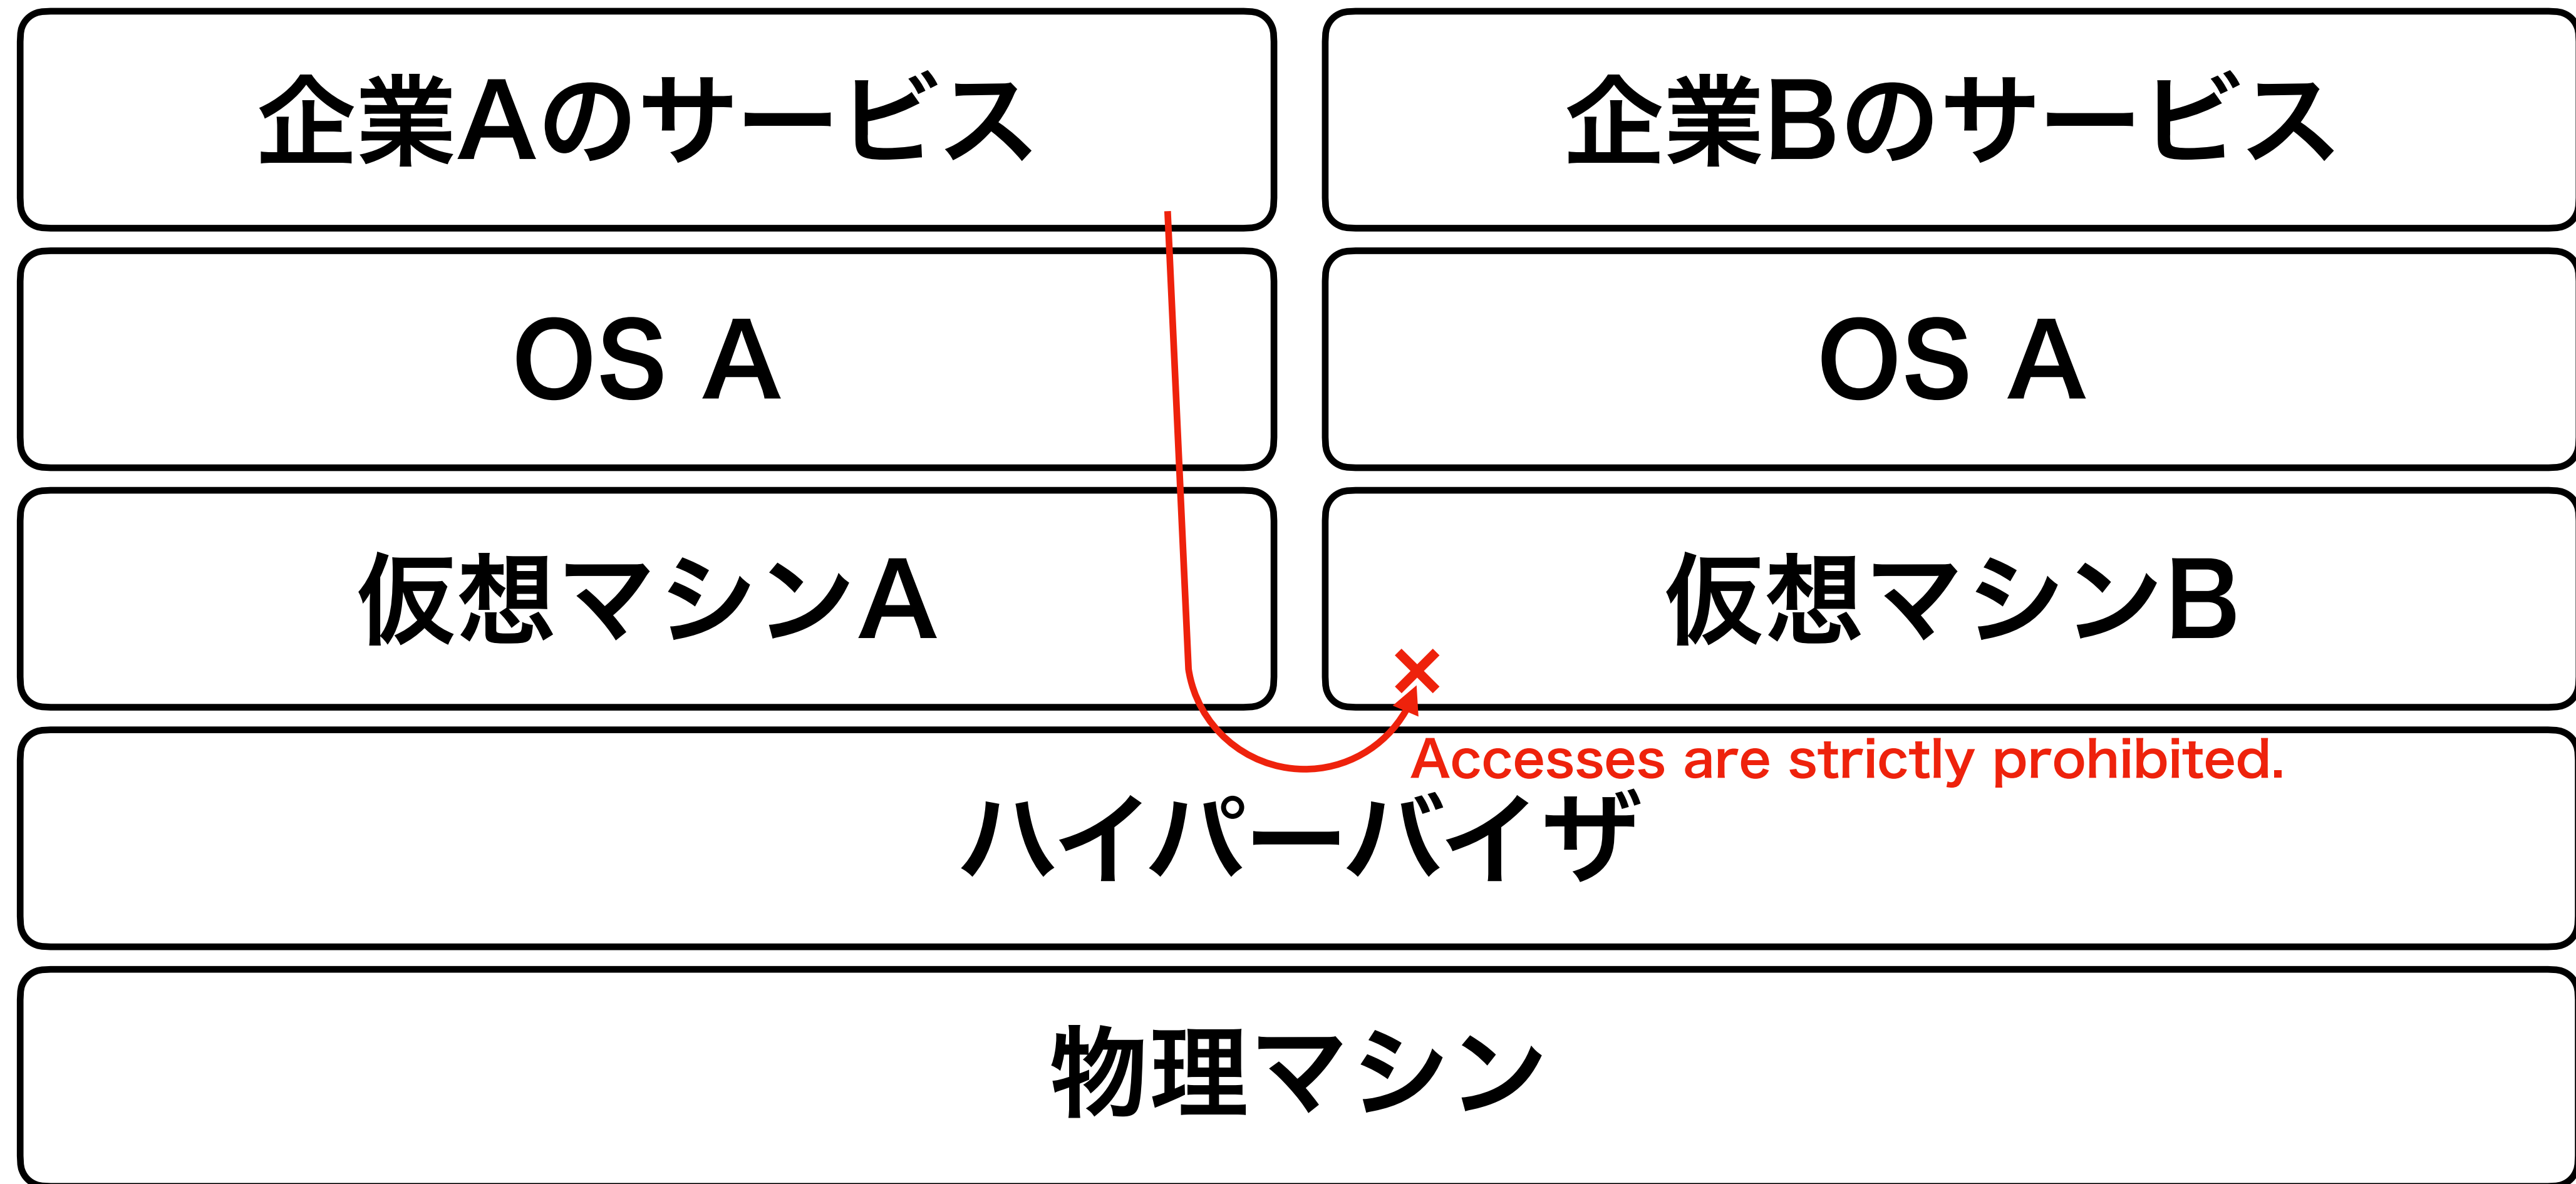 企業Aのサービス
企業Bのサービス
OS A
OS A
仮想マシンA
仮想マシンB
Accesses are strictly prohibited.
ハイパーバイザ
物理マシン